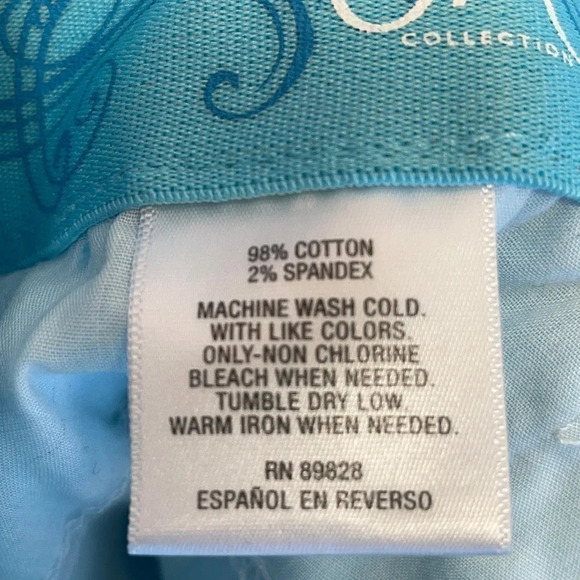 COLLECTION
98% COTTON
2% SPANDEX
MACHINE WASH COLD.
WITH LIKE COLORS.
ONLY-NON CHLORINE
BLEACH WHEN NEEDED.
TUMBLE DRY LOW.
WARM IRON WHEN NEEDED.
RN 89828
ESPAÑOL EN REVERSO